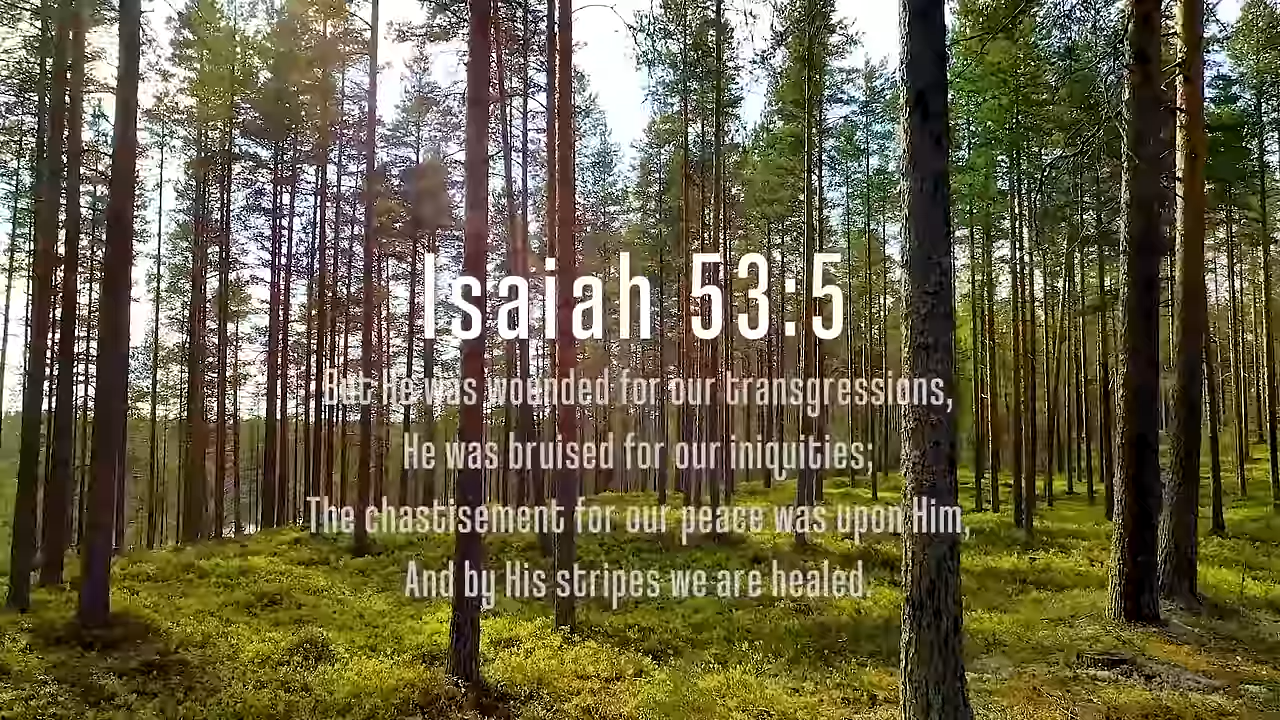 Isaiah 53:5
But He was wounded for our transgressions,
He was bruised for our iniquities;
The chastisement for our peace was upon Him,
And by His stripes we are healed.